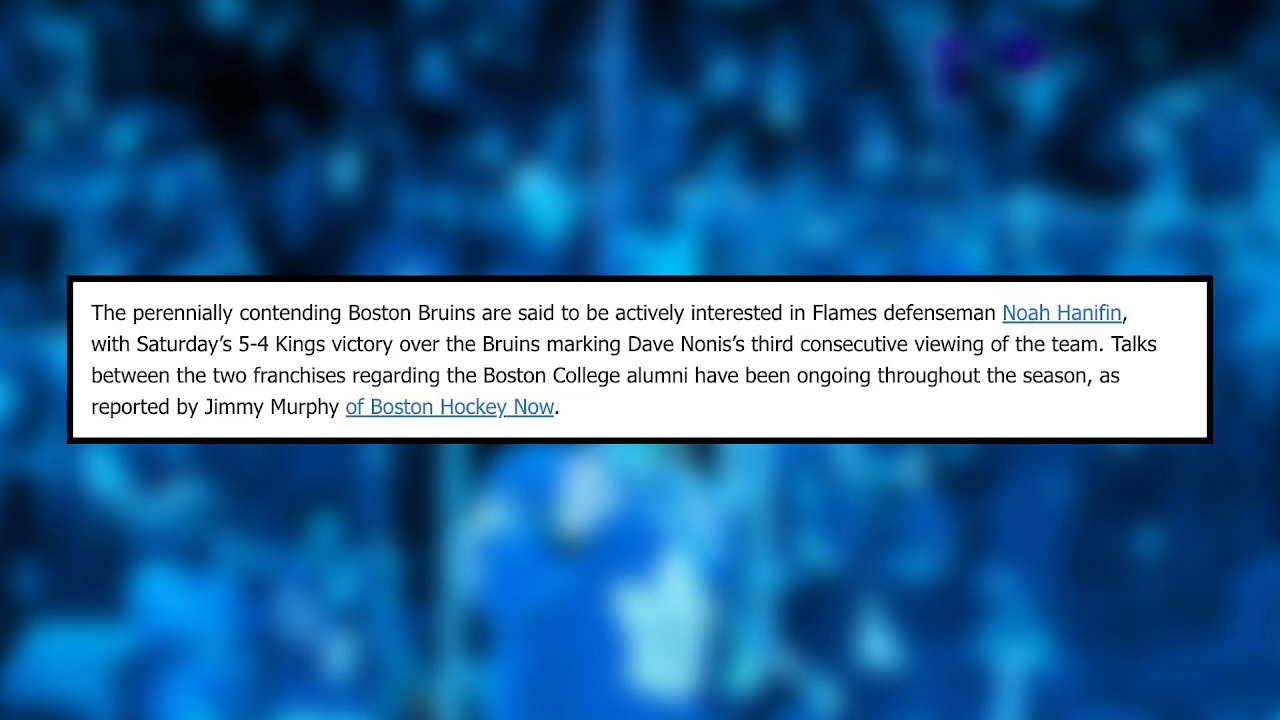 The perennially contending Boston Bruins are said to be actively interested in Flames defenseman Noah Hanifin,
with Saturday’s 5-4 Kings victory over the Bruins marking Dave Nonis’s third consecutive viewing of the team. Talks
between the two franchises regarding the Boston College alumni have been ongoing throughout the season, as
reported by Jimmy Murphy of Boston Hockey Now.